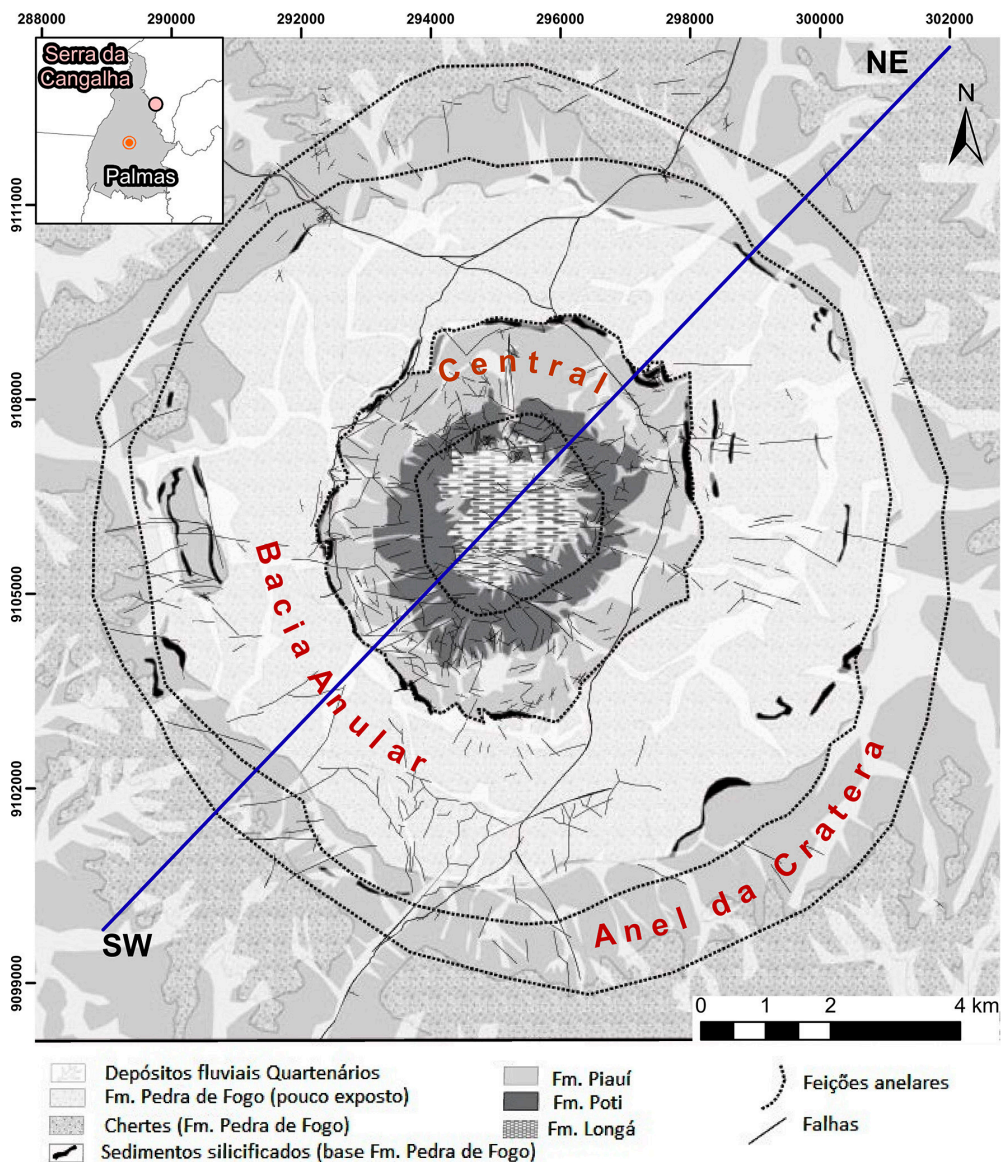 288000 290000 292000 294000 296000 298000 300000 302000
Serra da
Cangalha
Palmas
NE
N
9111000
9108000
9105000
9102000
9099000
Central
Bacia Anular
Anel da Cratera
SW
0 1 2 4 km
Depósitos fluviais Quartenários
Fm. Pedra de Fogo (pouco exposto)
Chertes (Fm. Pedra de Fogo)
Sedimentos silicificados (base Fm. Pedra de Fogo)
Fm. Piauí
Fm. Poti
Fm. Longá
Feições anelares
Falhas